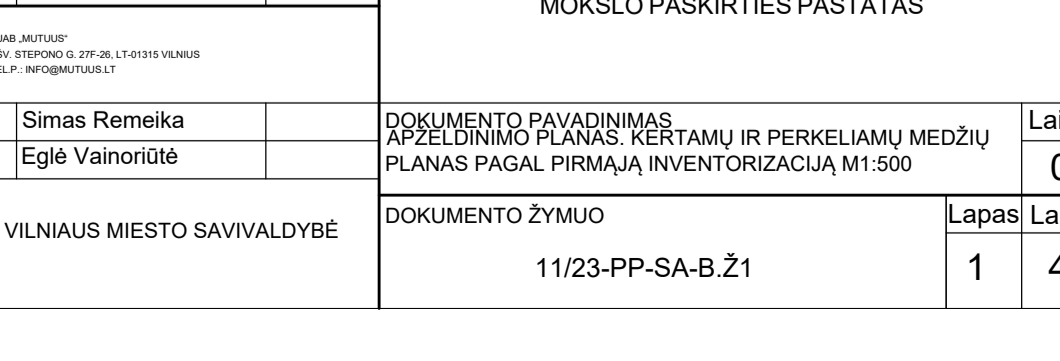 MOKSLO PASKIRTIES PASTATAS
UAB „MUTUUS“
ŠV. STEPONO G. 27F-26, LT-01315 VILNIUS
EL.P.: INFO@MUTUUS.LT
Simas Remeika
Eglė Vainoriūtė
DOKUMENTO PAVADINIMAS
APŽELDINIMO PLANAS. KERTAMŲ IR PERKELIAMŲ MEDŽIŲ
PLANAS PAGAL PIRMĄJĄ INVENTORIZACIJĄ M1:500
VILNIAUS MIESTO SAVIVALDYBĖ
DOKUMENTO ŽYMUO
Lapas
11/23-PP-SA-B.Ž1
1